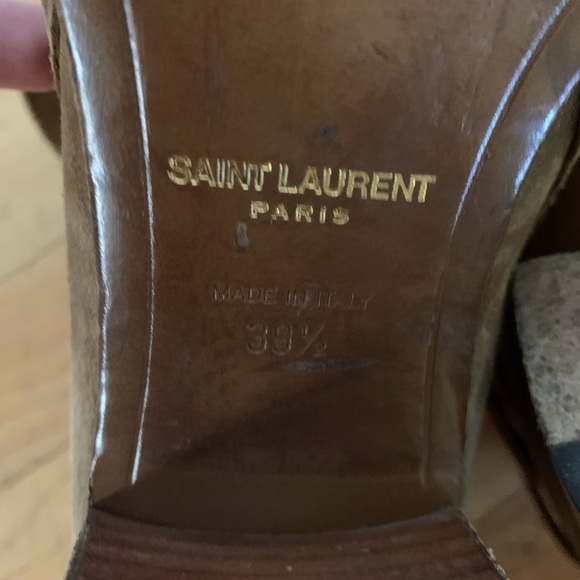 SAINT LAURENT
PARIS
MADE IN ITALY
39½